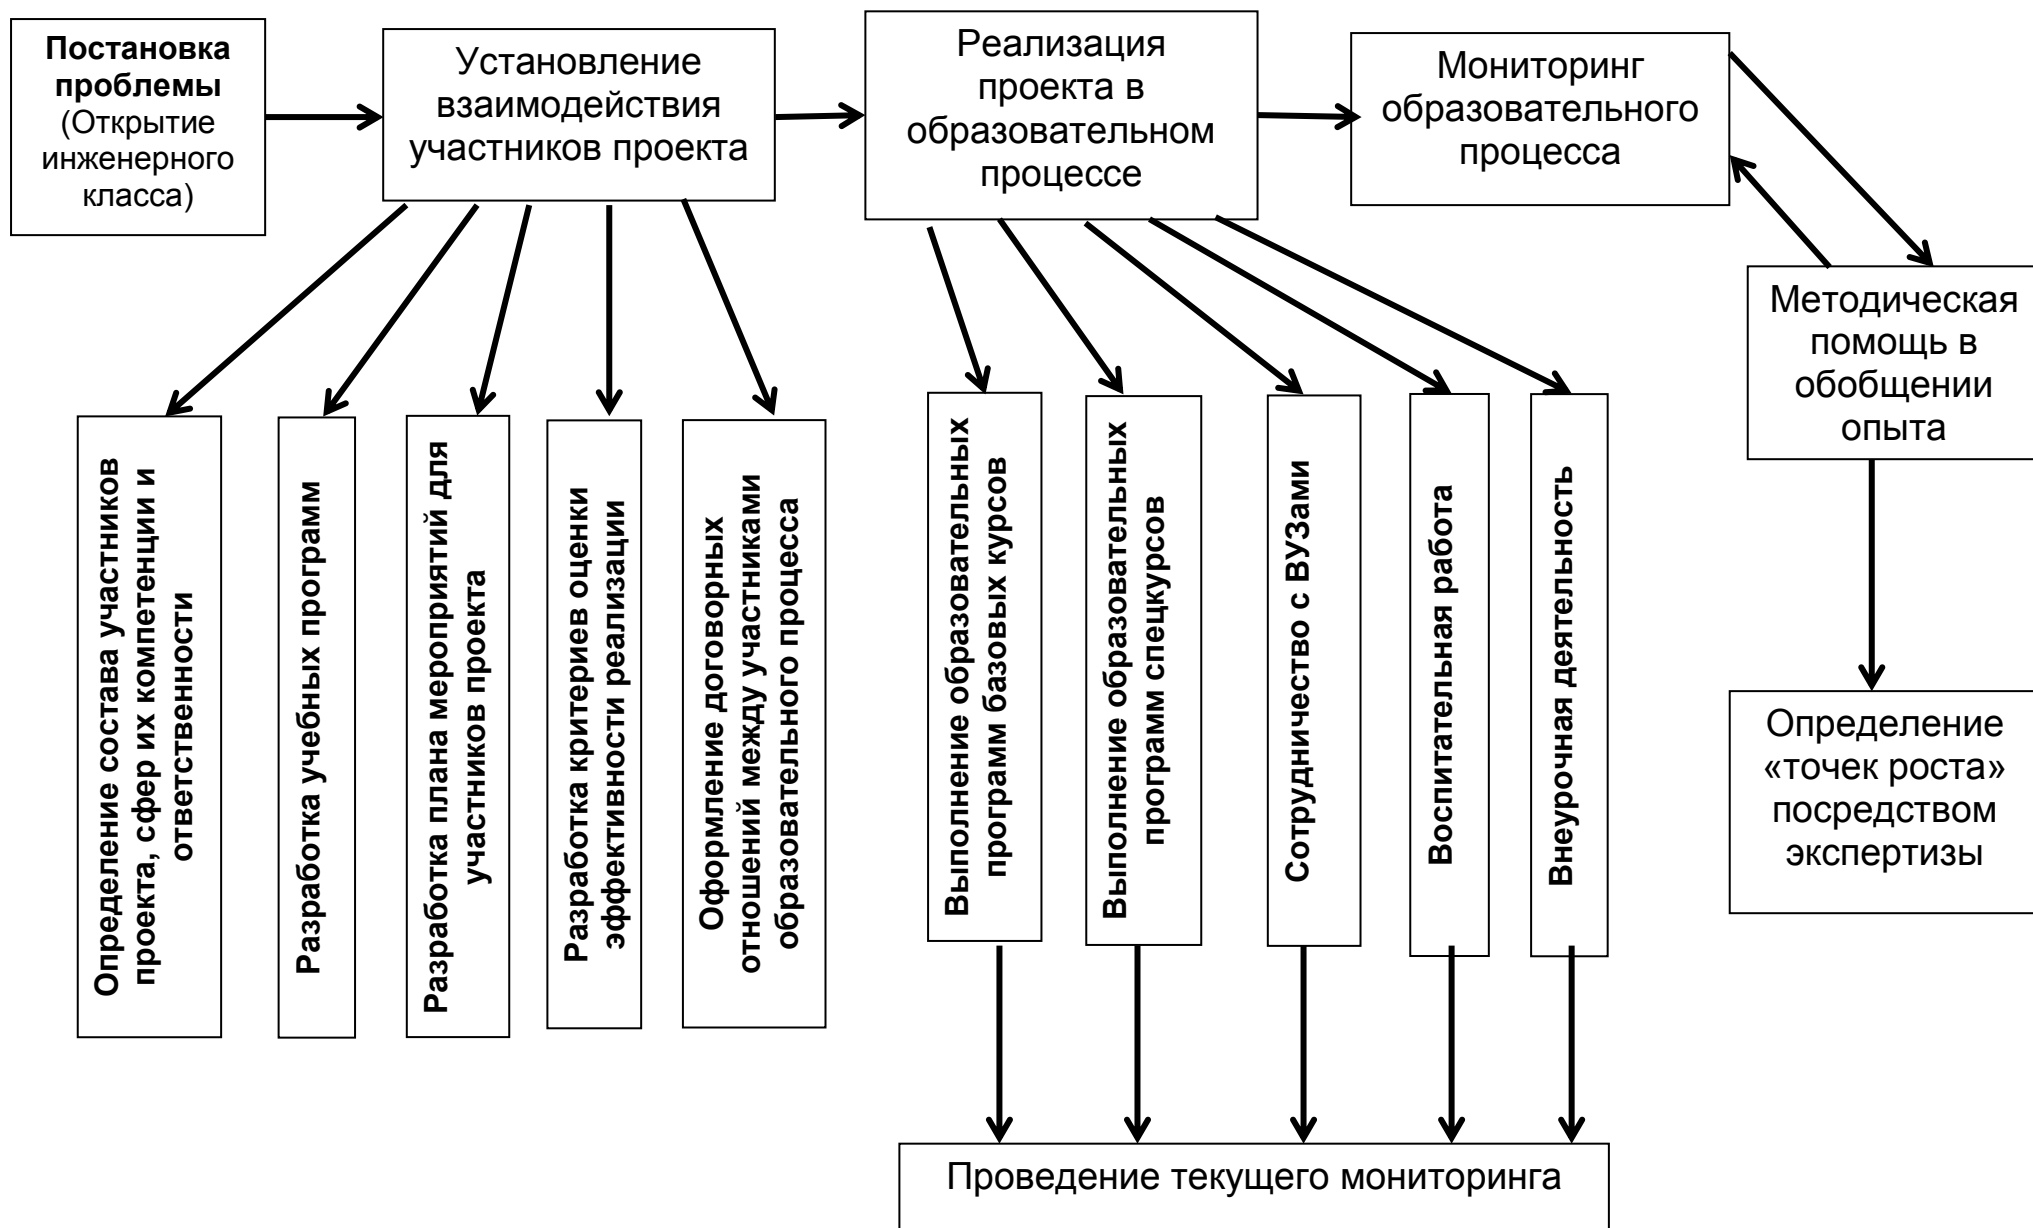 Постановка
проблемы
(Открытие
инженерного
класса)
Установление
взаимодействия
участников проекта
Реализация
проекта в
образовательном
процессе
Мониторинг
образовательного
процесса
Методическая
помощь в
обобщении
опыта
Определение
«точек роста»
посредством
экспертизы
Определение состава участников
проекта, сфер их компетенции и
ответственности
Разработка учебных программ
Разработка плана мероприятий для
участников проекта
Разработка критериев оценки
эффективности реализации
Оформление договорных
отношений между участниками
образовательного процесса
Выполнение образовательных
программ базовых курсов
Выполнение образовательных
программ спецкурсов
Сотрудничество с ВУЗами
Воспитательная работа
Внеурочная деятельность
Проведение текущего мониторинга